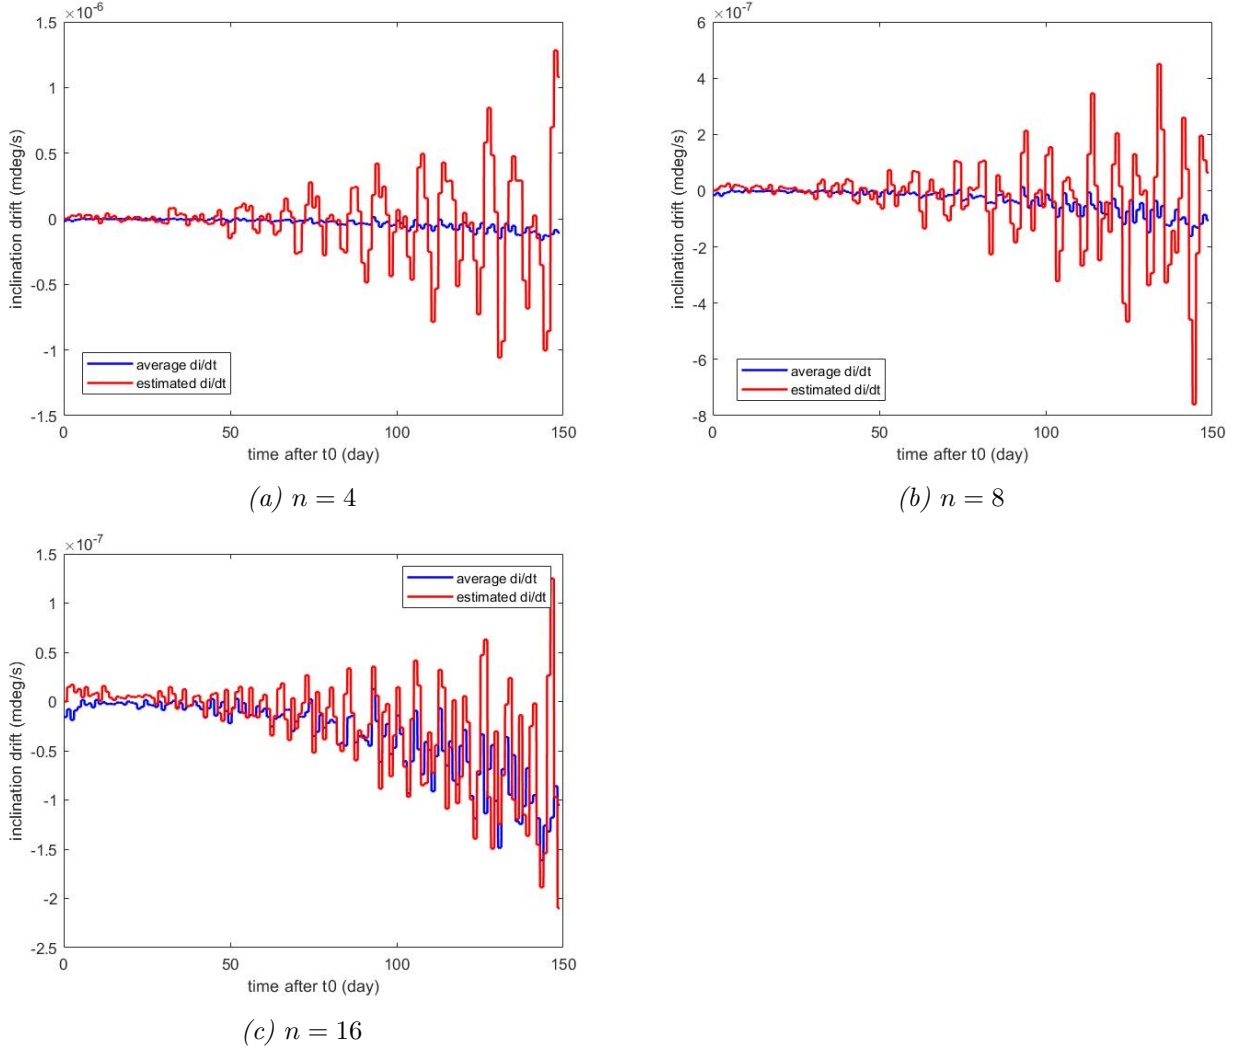 ×10⁻⁶
1.5
1
0.5
0
-0.5
-1
-1.5
inclination drift (mdeg/s)
average di/dt
estimated di/dt
0
50
100
150
time after t0 (day)
(a) n = 4
×10⁻⁷
6
4
2
0
-2
-4
-6
-8
inclination drift (mdeg/s)
average di/dt
estimated di/dt
0
50
100
150
time after t0 (day)
(b) n = 8
×10⁻⁷
1.5
1
0.5
0
-0.5
-1
-1.5
-2
-2.5
inclination drift (mdeg/s)
average di/dt
estimated di/dt
0
50
100
150
time after t0 (day)
(c) n = 16